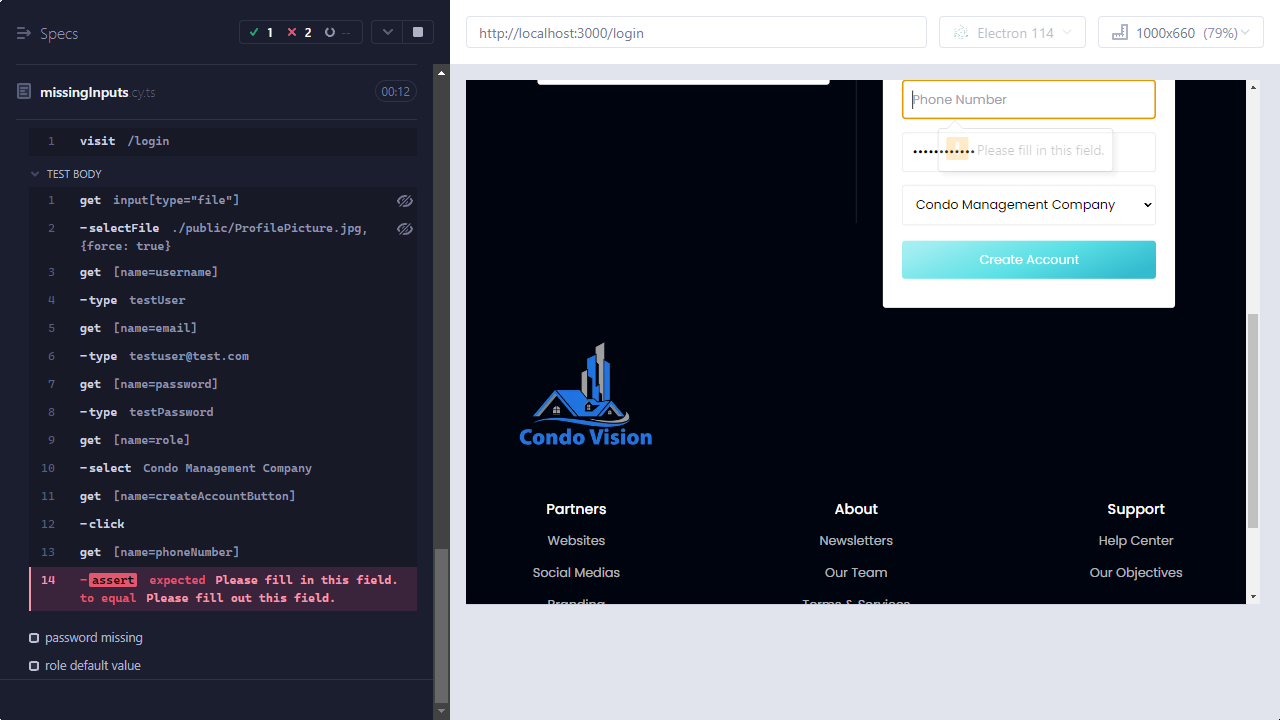 Specs
1
2
--
missingInputs cy.ts
00:12
1 visit /login
TEST BODY
1 get input[type="file"]
2 -selectFile ./public/ProfilePicture.jpg,
{force: true}
3 get [name=username]
4 -type testUser
5 get [name=email]
6 -type testuser@test.com
7 get [name=password]
8 -type testPassword
9 get [name=role]
10 -select Condo Management Company
11 get [name=createAccountButton]
12 -click
13 get [name=phoneNumber]
14 -assert expected Please fill in this field.
to equal Please fill out this field.
password missing
role default value
http://localhost:3000/login
Electron 114
1000x660 (79%)
Phone Number
Please fill in this field.
Condo Management Company
Create Account
Condo Vision
Partners
Websites
Social Medias
Branding
About
Newsletters
Our Team
Terms & Services
Support
Help Center
Our Objectives